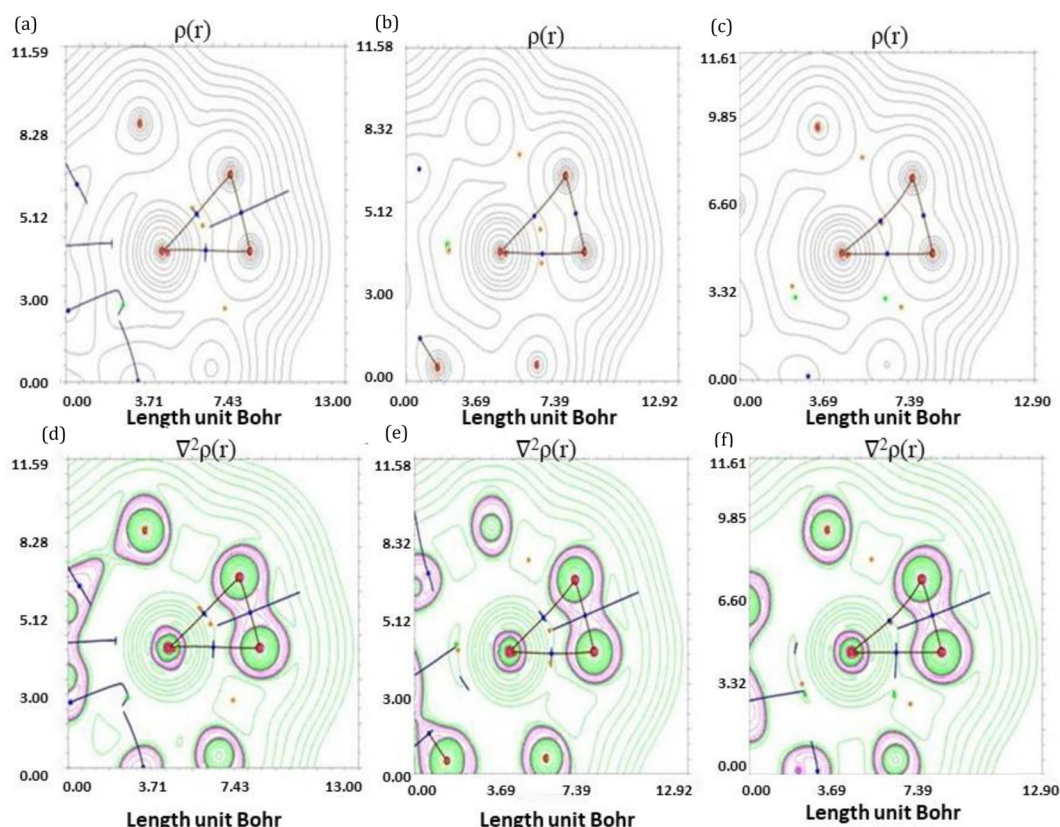 (a)
ρ(r)
11.59
8.28
5.12
3.00
0.00
0.00 3.71 7.43 13.00
Length unit Bohr
(b)
ρ(r)
11.58
8.32
5.12
3.00
0.00
0.00 3.69 7.39 12.92
Length unit Bohr
(c)
ρ(r)
11.61
9.85
6.60
3.32
0.00
0.00 3.69 7.39 12.90
Length unit Bohr
(d)
∇²ρ(r)
11.59
8.28
5.12
3.00
0.00
0.00 3.71 7.43 13.00
Length unit Bohr
(e)
∇²ρ(r)
11.58
8.32
5.12
3.00
0.00
0.00 3.69 7.39 12.92
Length unit Bohr
(f)
∇²ρ(r)
11.61
9.85
6.60
3.32
0.00
0.00 3.69 7.39 12.90
Length unit Bohr